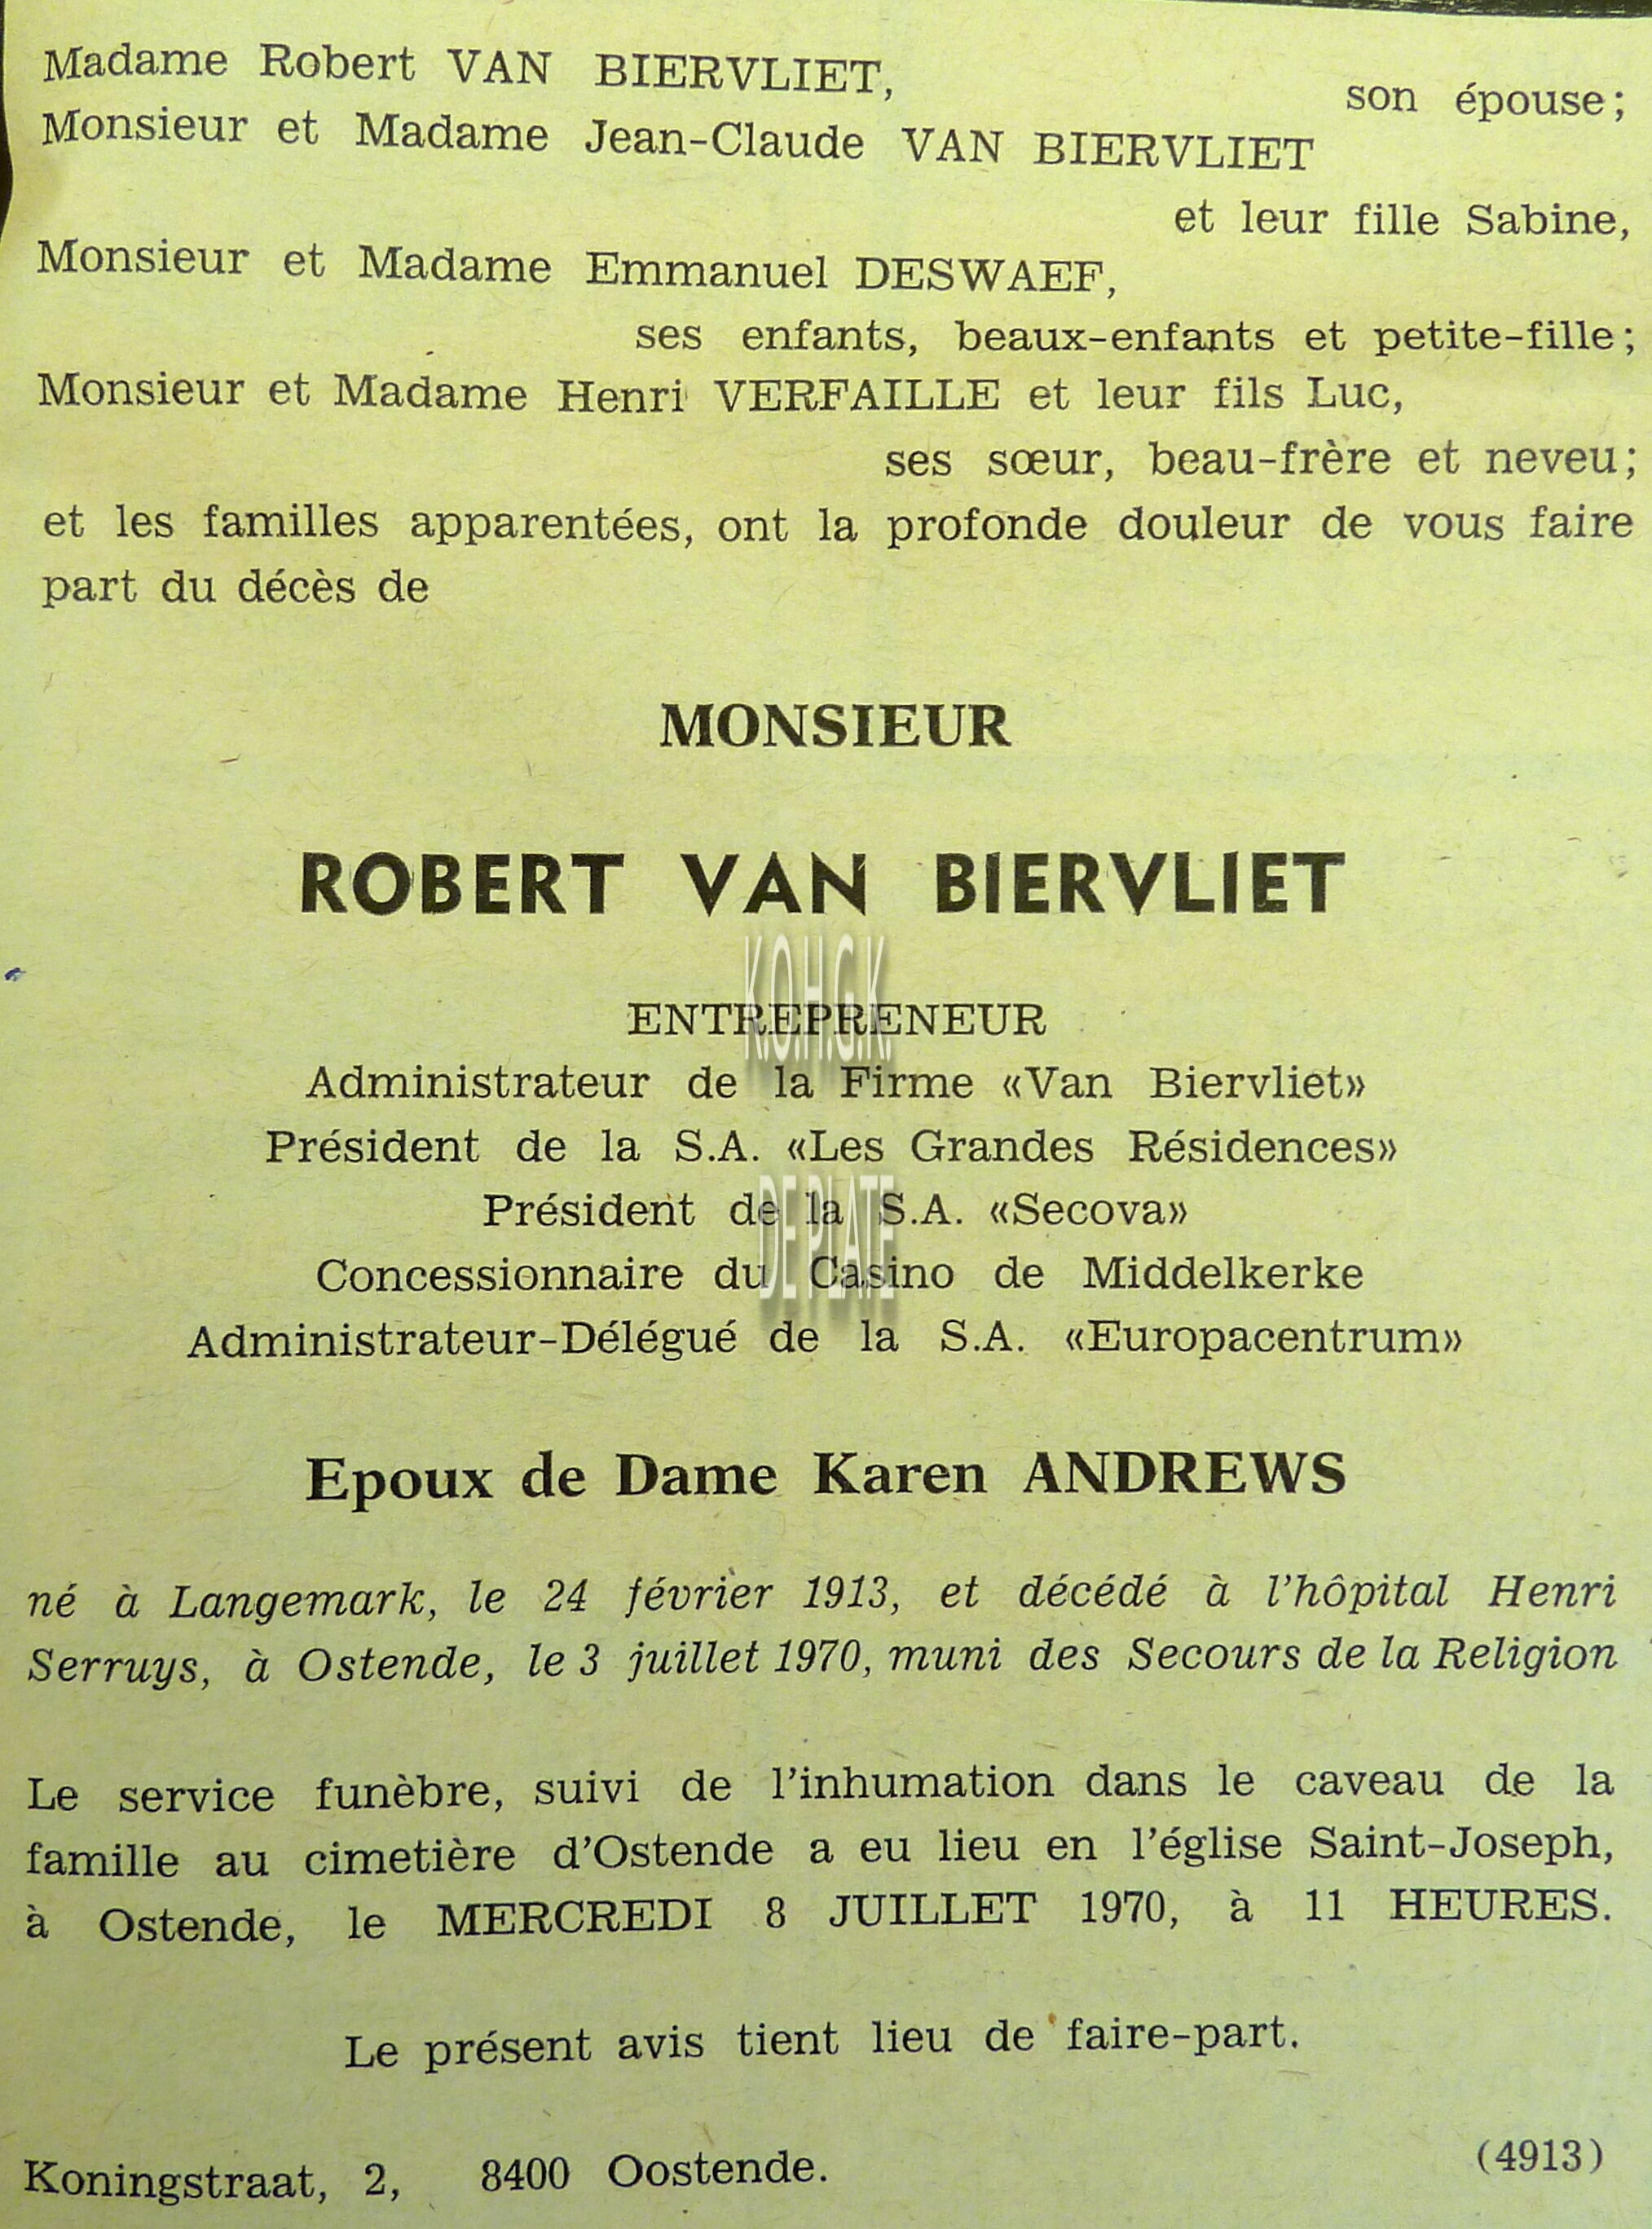 Madame Robert VAN BIERVLIET,
son épouse;
Monsieur et Madame Jean-Claude VAN BIERVLIET
et leur fille Sabine,
Monsieur et Madame Emmanuel DESWAEF,
ses enfants, beaux-enfants et petite-fille;
Monsieur et Madame Henri VERFAILLE et leur fils Luc,
ses sœur, beau-frère et neveu;
et les familles apparentées, ont la profonde douleur de vous faire
part du décès de
MONSIEUR
ROBERT VAN BIERVLIET
K.O.H.G.K.
ENTREPRENEUR
Administrateur de la Firme «Van Biervliet»
Président de la S.A. «Les Grandes Résidences»
Président de la S.A. «Secova»
DE PLATE
Concessionnaire du Casino de Middelkerke
Administrateur-Délégué de la S.A. «Europacentrum»
Epoux de Dame Karen ANDREWS
né à Langemark, le 24 février 1913, et décédé à l'hôpital Henri
Serruys, à Ostende, le 3 juillet 1970, muni des Secours de la Religion
Le service funèbre, suivi de l'inhumation dans le caveau de la
famille au cimetière d'Ostende a eu lieu en l'église Saint-Joseph,
à Ostende, le MERCREDI 8 JUILLET 1970, à 11 HEURES.
Le présent avis tient lieu de faire-part.
Koningstraat, 2, 8400 Oostende.
(4913)